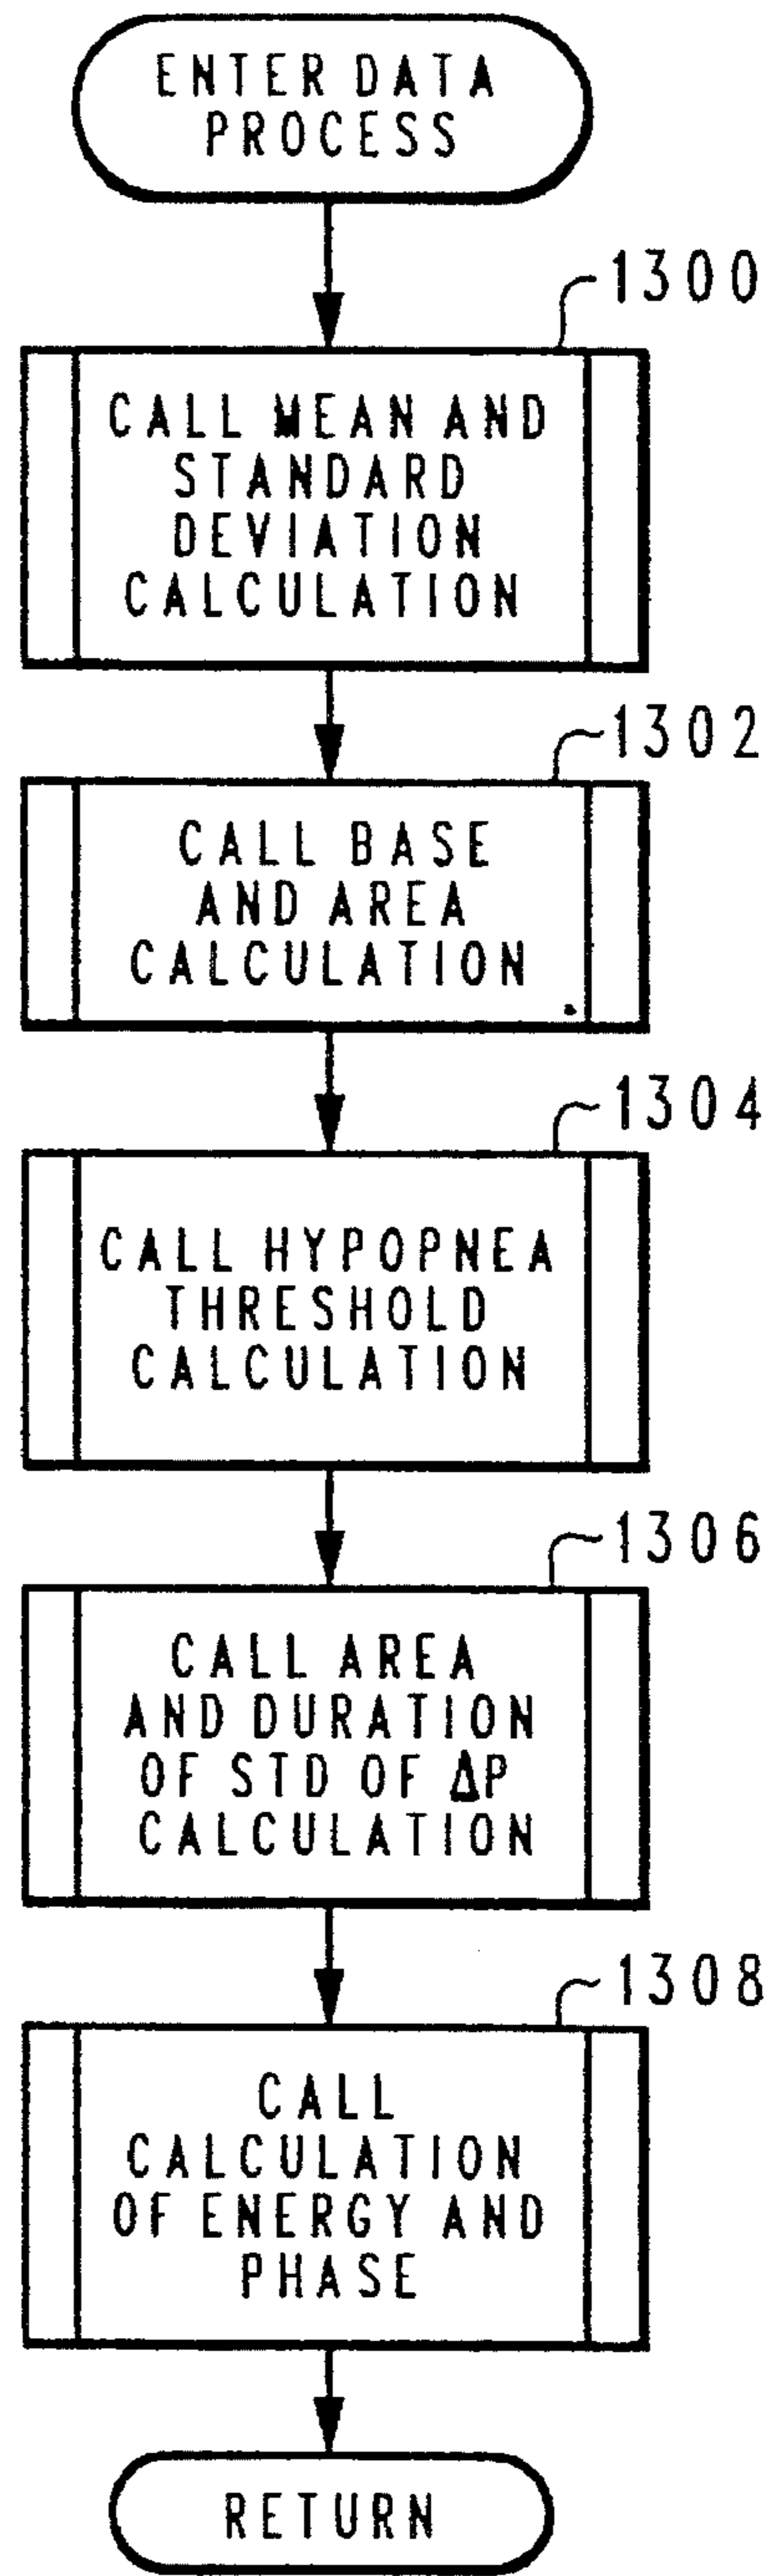 ENTER DATA
PROCESS
1300
CALL MEAN AND
STANDARD
DEVIATION
CALCULATION
1302
CALL BASE
AND AREA
CALCULATION
1304
CALL HYPOPNEA
THRESHOLD
CALCULATION
1306
CALL AREA
AND DURATION
OF STD OF ΔP
CALCULATION
1308
CALL
CALCULATION
OF ENERGY AND
PHASE
RETURN